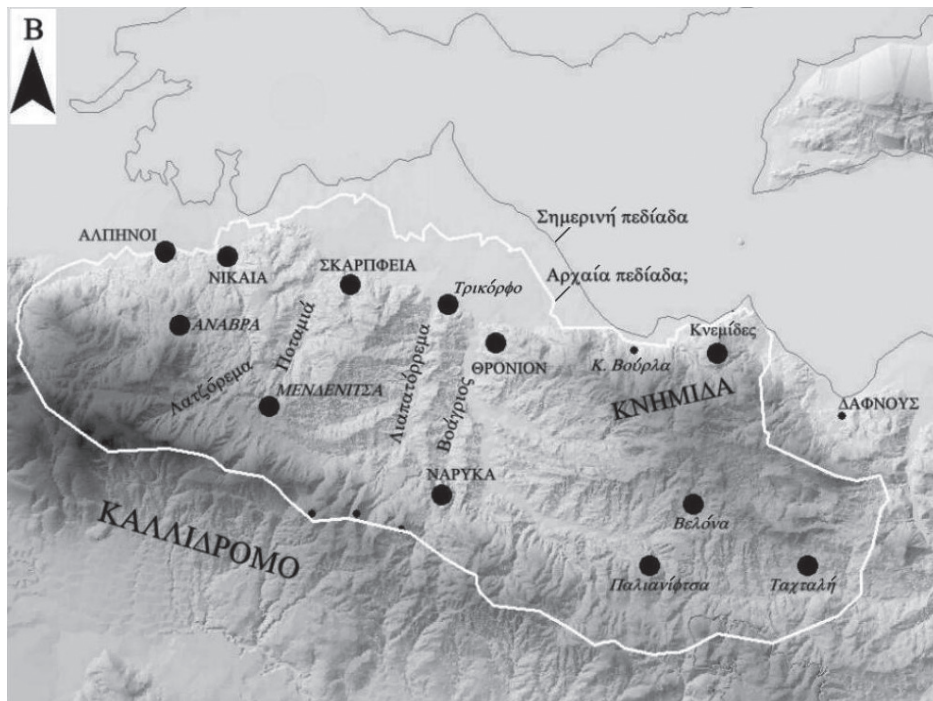 Β
ΑΛΠΗΝΟΙ
ΝΙΚΑΙΑ
ΣΚΑΡΠΦΕΙΑ
Σημερινή πεδίαδα
Αρχαία πεδίαδα;
Τρικόρφο
ΑΝΑΒΡΑ
Ποταμιά
Λατζόρεμα
ΜΕΝΔΕΝΙΤΣΑ
Λιαπατόρρεμα
Βοάγριος
ΘΡΟΝΙΟΝ
Κ. Βούρλα
Κνεμίδες
ΚΝΗΜΙΔΑ
ΔΑΦΝΟΥΣ
ΝΑΡΥΚΑ
ΚΑΛΛΙΔΡΟΜΟ
Βελόνα
Παλιανίφτσα
Ταχταλή